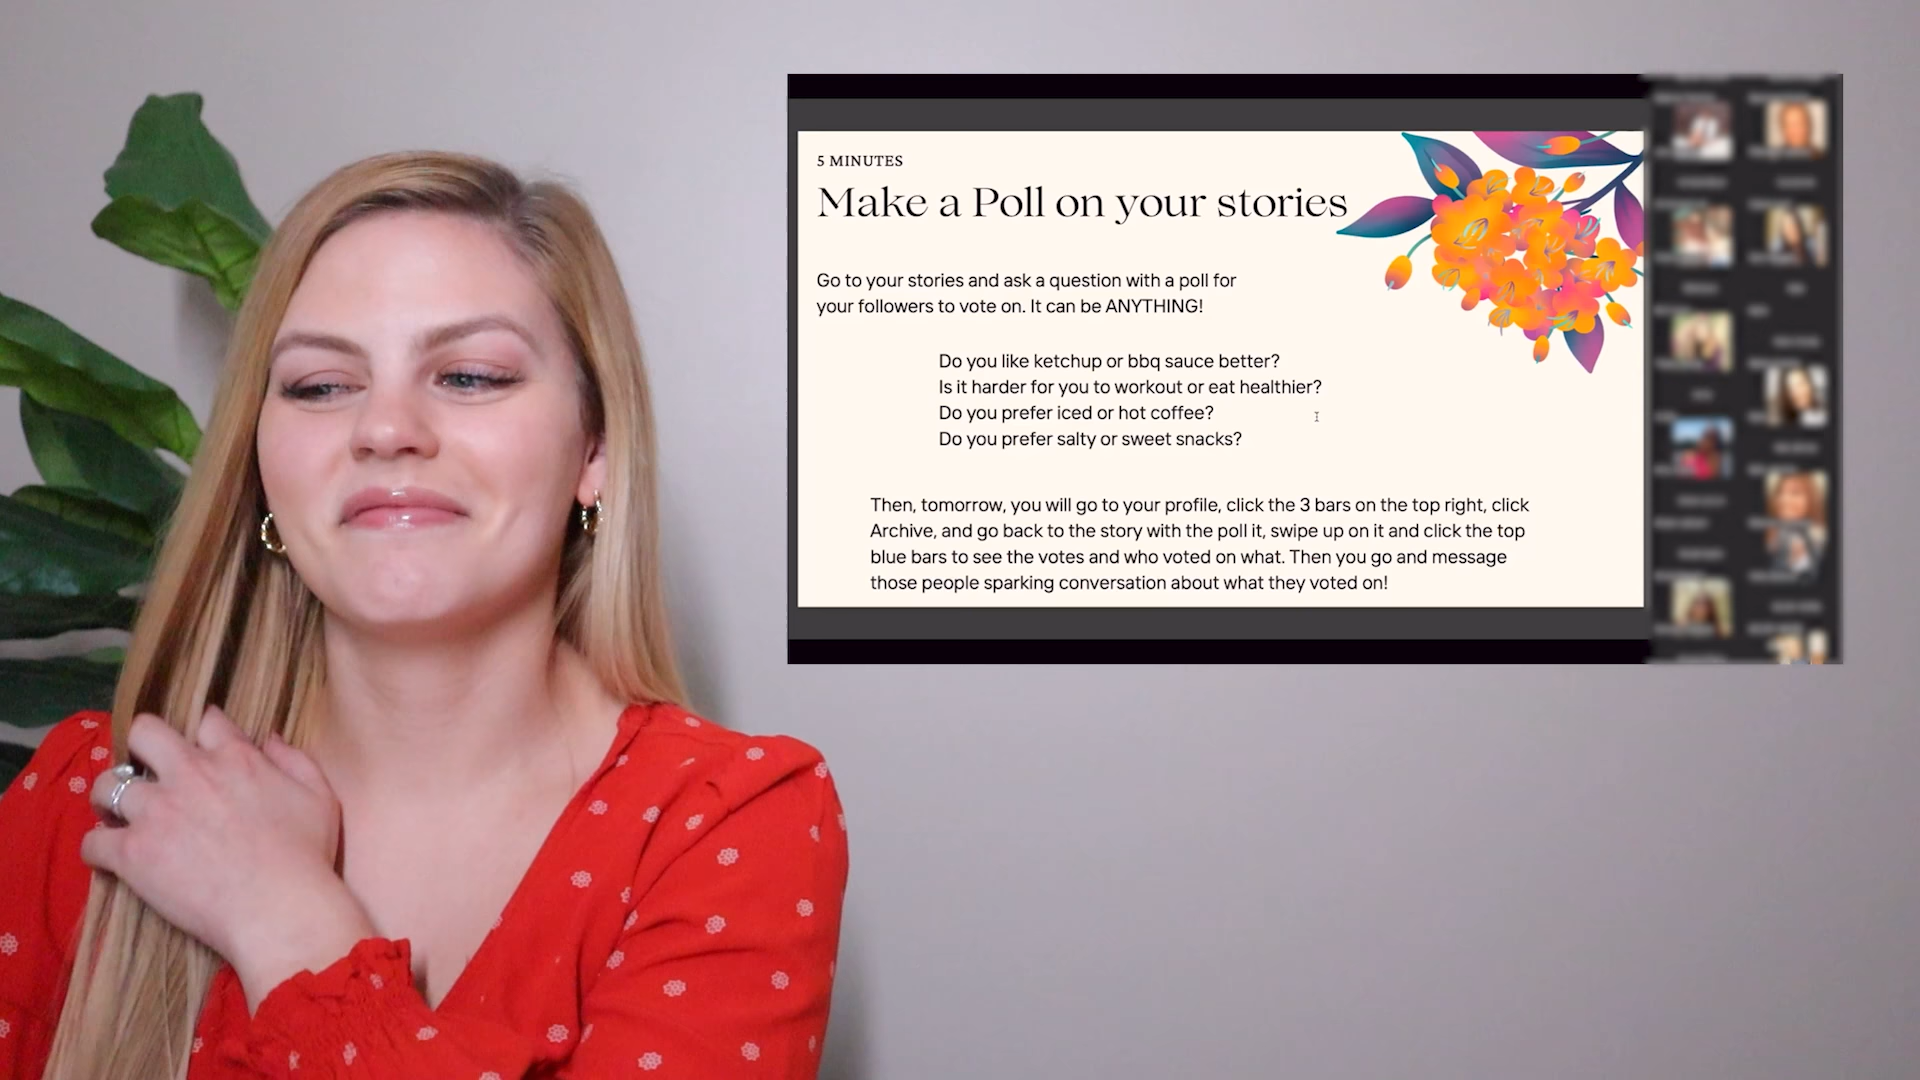 5 MINUTES
Make a Poll on your stories
Go to your stories and ask a question with a poll for
your followers to vote on. It can be ANYTHING!
Do you like ketchup or bbq sauce better?
Is it harder for you to workout or eat healthier?
Do you prefer iced or hot coffee?
Do you prefer salty or sweet snacks?
Then, tomorrow, you will go to your profile, click the 3 bars on the top right, click
Archive, and go back to the story with the poll it, swipe up on it and click the top
blue bars to see the votes and who voted on what. Then you go and message
those people sparking conversation about what they voted on!